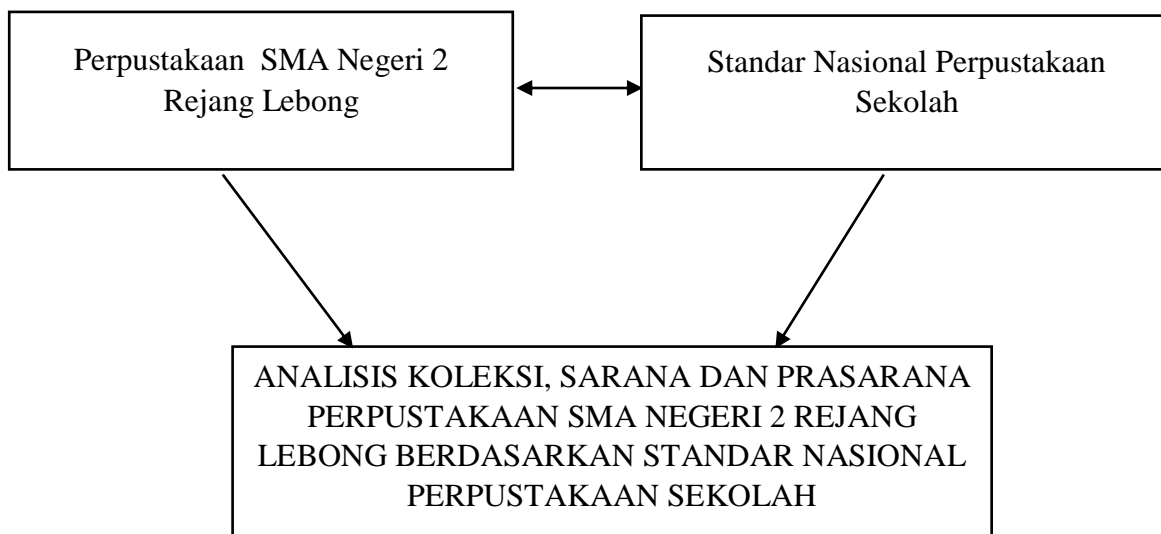 Perpustakaan SMA Negeri 2
Rejang Lebong
Standar Nasional Perpustakaan
Sekolah
ANALISIS KOLEKSI, SARANA DAN PRASARANA
PERPUSTAKAAN SMA NEGERI 2 REJANG
LEBONG BERDASARKAN STANDAR NASIONAL
PERPUSTAKAAN SEKOLAH